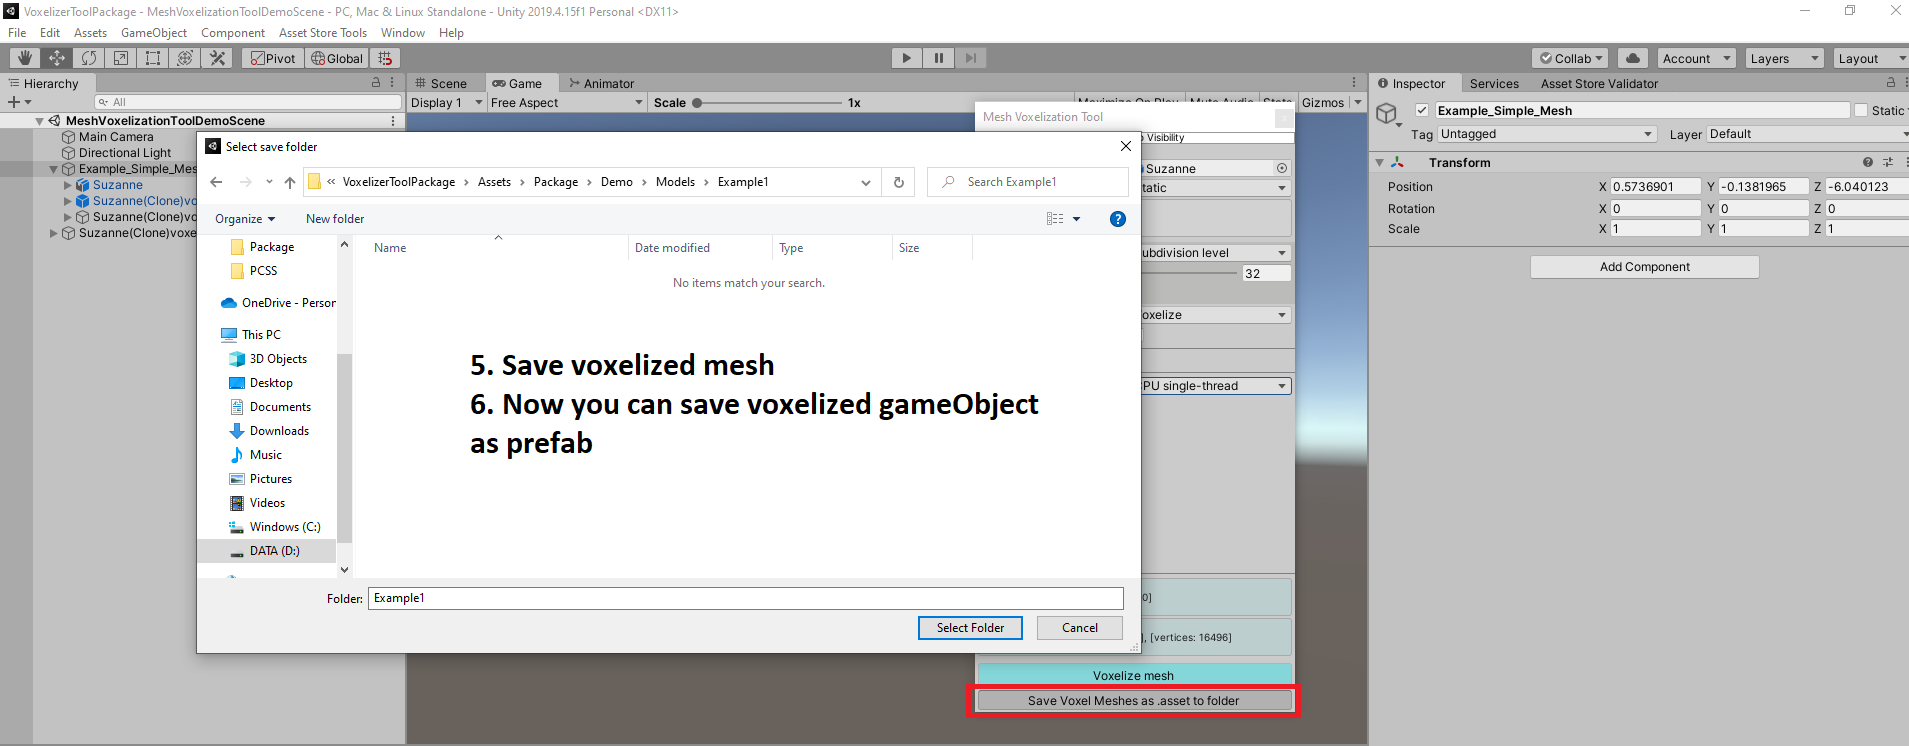 VoxelizerToolPackage - MeshVoxelizationToolDemoScene - PC, Mac & Linux Standalone - Unity 2019.4.15f1 Personal <DX11>
File Edit Assets GameObject Component Asset Store Tools Window Help
Pivot Global Collab Account Layers Layout
Hierarchy Scene Game Animator Inspector Services Asset Store Validator
All Display 1 Free Aspect Scale 1x Gizmos
MeshVoxelizationToolDemoScene
Main Camera
Directional Light
Example_Simple_Mes
Suzanne
Suzanne(Clone)vo
Suzanne(Clone)vo
Suzanne(Clone)voxe
Mesh Voxelization Tool
Visibility
Suzanne
tatic
ubdivision level
32
oxelize
PU single-thread
0]
], [vertices: 16496]
Voxelize mesh
Save Voxel Meshes as .asset to folder
Select save folder
« VoxelizerToolPackage › Assets › Package › Demo › Models › Example1
Search Example1
Organize New folder
Name Date modified Type Size
No items match your search.
Package
PCSS
OneDrive - Person
This PC
3D Objects
Desktop
Documents
Downloads
Music
Pictures
Videos
Windows (C:)
DATA (D:)
5. Save voxelized mesh
6. Now you can save voxelized gameObject
as prefab
Folder: Example1
Select Folder Cancel
Example_Simple_Mesh Static
Tag Untagged Layer Default
Transform
Position X 0.5736901 Y -0.1381965 Z -6.040123
Rotation X 0 Y 0 Z 0
Scale X 1 Y 1 Z 1
Add Component